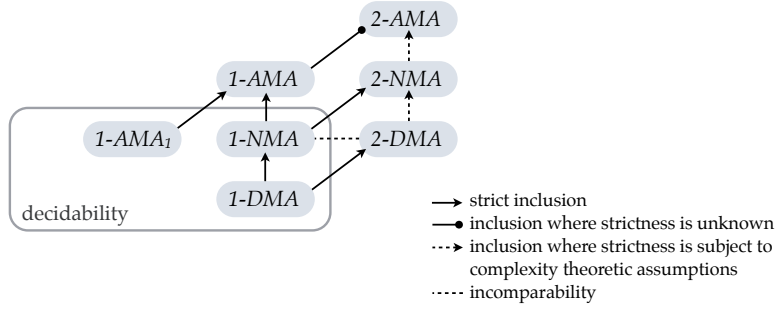 2-AMA
1-AMA 2-NMA
1-AMA1 1-NMA 2-DMA
1-DMA
decidability
strict inclusion
inclusion where strictness is unknown
inclusion where strictness is subject to
complexity theoretic assumptions
incomparability